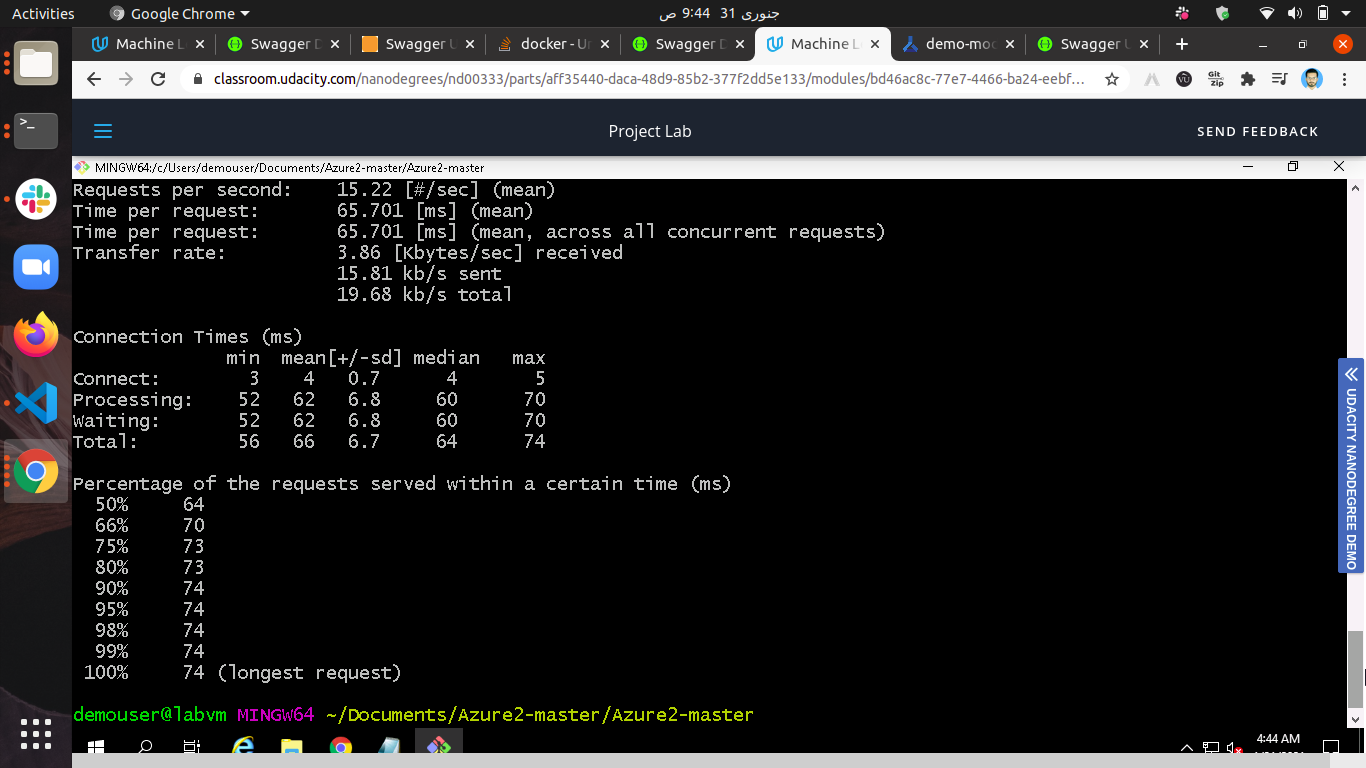 Activities Google Chrome ص 9:44 31 جنوری
Machine L Swagger D Swagger U docker - Ur Swagger D Machine L demo-mod Swagger U
classroom.udacity.com/nanodegrees/nd00333/parts/aff35440-daca-48d9-85b2-377f2dd5e133/modules/bd46ac8c-77e7-4466-ba24-eebf…
VU Git Zip
Project Lab SEND FEEDBACK
MINGW64:/c/Users/demouser/Documents/Azure2-master/Azure2-master
Requests per second: 15.22 [#/sec] (mean)
Time per request: 65.701 [ms] (mean)
Time per request: 65.701 [ms] (mean, across all concurrent requests)
Transfer rate: 3.86 [Kbytes/sec] received
15.81 kb/s sent
19.68 kb/s total
Connection Times (ms)
min mean[+/-sd] median max
Connect: 3 4 0.7 4 5
Processing: 52 62 6.8 60 70
Waiting: 52 62 6.8 60 70
Total: 56 66 6.7 64 74
Percentage of the requests served within a certain time (ms)
50% 64
66% 70
75% 73
80% 73
90% 74
95% 74
98% 74
99% 74
100% 74 (longest request)
demouser@labvm MINGW64 ~/Documents/Azure2-master/Azure2-master
UDACITY NANODEGREE DEMO
4:44 AM